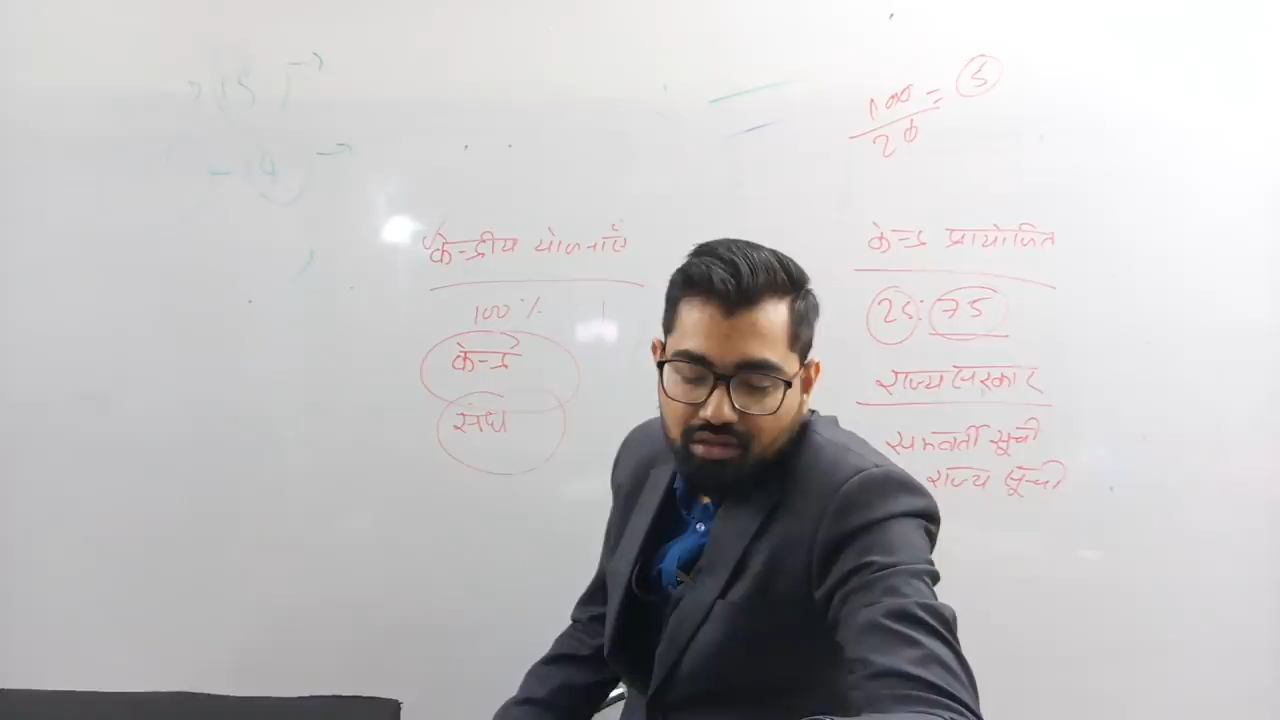 100 =
20
5
केन्द्रीय योजनाएँ
100 %
केन्द्र
संघ
केन्द्र प्रायोजित
25 : 75
राज्य सरकार
समवर्ती सूची
राज्य सूची